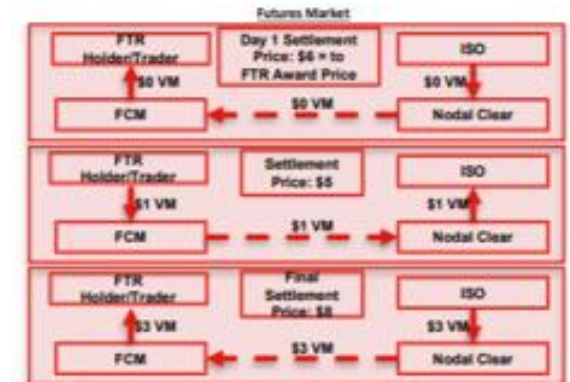 Futures Market
FTR
Holder/Trader
Day 1 Settlement
Price: $6 = to
FTR Award Price
ISO
$0 VM
$0 VM
$0 VM
FCM
Nodal Clear
FTR
Holder/Trader
Settlement
Price: $5
ISO
$1 VM
$1 VM
$1 VM
FCM
Nodal Clear
FTR
Holder/Trader
Final
Settlement
Price: $8
ISO
$3 VM
$3 VM
$3 VM
FCM
Nodal Clear